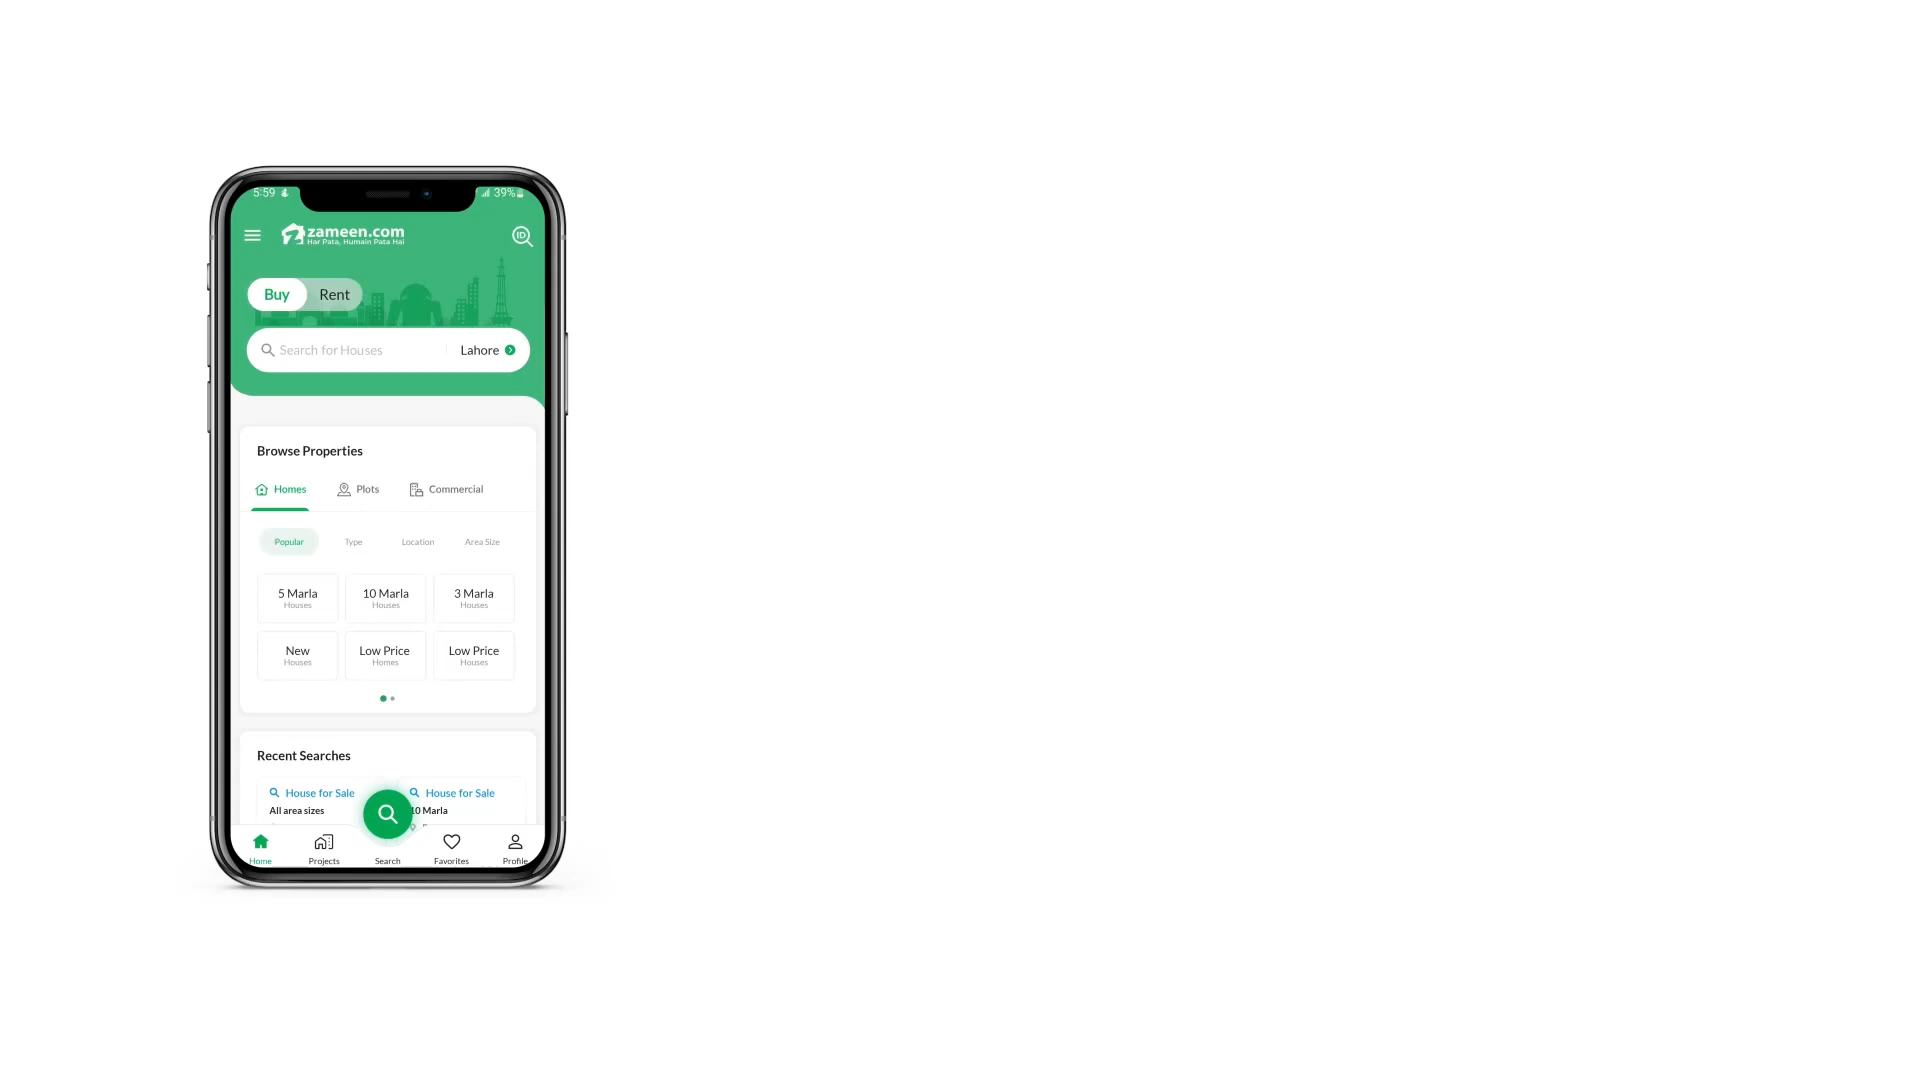 5:59
39%
zameen.com
Har Pata, Humain Pata Hai
ID
Buy
Rent
Search for Houses
Lahore
Browse Properties
Homes
Plots
Commercial
Popular
Type
Location
Area Size
5 Marla
Houses
10 Marla
Houses
3 Marla
Houses
New
Houses
Low Price
Homes
Low Price
Houses
Recent Searches
House for Sale
All area sizes
House for Sale
10 Marla
Home
Projects
Search
Favorites
Profile